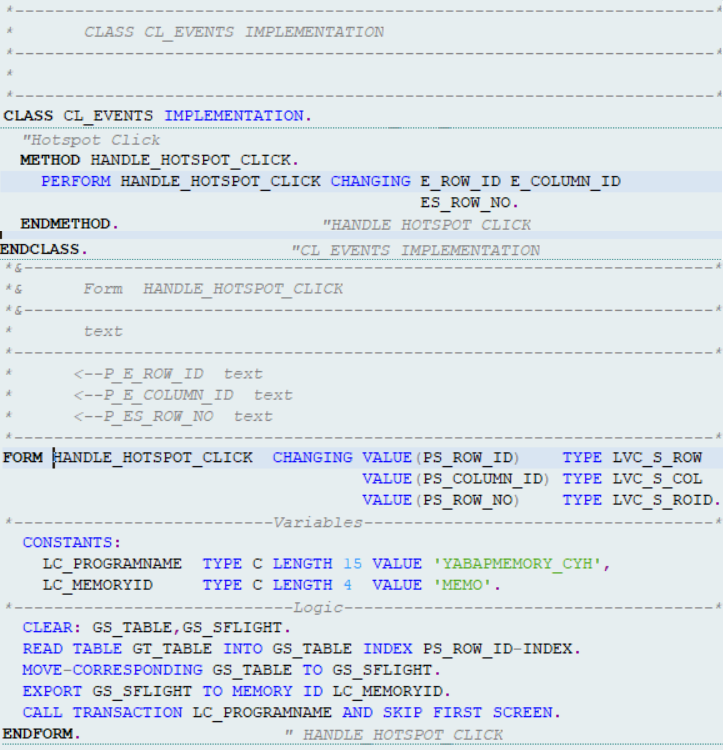 *----------------------------------------------------------------------*
*       CLASS CL_EVENTS IMPLEMENTATION
*----------------------------------------------------------------------*
*
*----------------------------------------------------------------------*
CLASS CL_EVENTS IMPLEMENTATION.
  "Hotspot Click
  METHOD HANDLE_HOTSPOT_CLICK.
    PERFORM HANDLE_HOTSPOT_CLICK CHANGING E_ROW_ID E_COLUMN_ID
                                          ES_ROW_NO.
  ENDMETHOD.                    "HANDLE_HOTSPOT_CLICK
ENDCLASS.                    "CL_EVENTS IMPLEMENTATION
*&---------------------------------------------------------------------*
*&      Form  HANDLE_HOTSPOT_CLICK
*&---------------------------------------------------------------------*
*       text
*----------------------------------------------------------------------*
*      <--P_E_ROW_ID  text
*      <--P_E_COLUMN_ID  text
*      <--P_ES_ROW_NO  text
*----------------------------------------------------------------------*
FORM HANDLE_HOTSPOT_CLICK  CHANGING VALUE(PS_ROW_ID)    TYPE LVC_S_ROW
                                    VALUE(PS_COLUMN_ID) TYPE LVC_S_COL
                                    VALUE(PS_ROW_NO)    TYPE LVC_S_ROID.
*--------------------------Variables-----------------------------------*
  CONSTANTS:
    LC_PROGRAMNAME  TYPE C LENGTH 15 VALUE 'YABAPMEMORY_CYH',
    LC_MEMORYID     TYPE C LENGTH 4  VALUE 'MEMO'.
*----------------------------Logic-------------------------------------*
  CLEAR: GS_TABLE,GS_SFLIGHT.
  READ TABLE GT_TABLE INTO GS_TABLE INDEX PS_ROW_ID-INDEX.
  MOVE-CORRESPONDING GS_TABLE TO GS_SFLIGHT.
  EXPORT GS_SFLIGHT TO MEMORY ID LC_MEMORYID.
  CALL TRANSACTION LC_PROGRAMNAME AND SKIP FIRST SCREEN.
ENDFORM.                    " HANDLE_HOTSPOT_CLICK